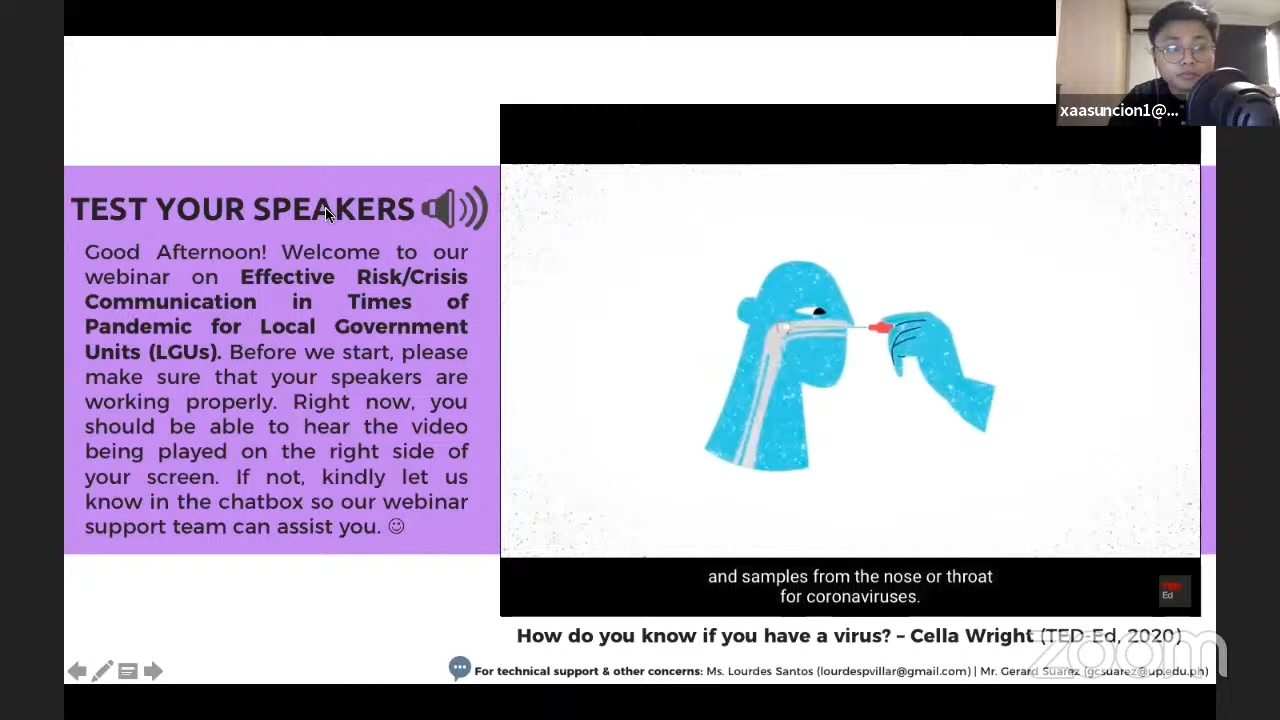 xaasuncion1@...
TEST YOUR SPEAKERS
Good Afternoon! Welcome to our
webinar on Effective Risk/Crisis
Communication in Times of
Pandemic for Local Government
Units (LGUs). Before we start, please
make sure that your speakers are
working properly. Right now, you
should be able to hear the video
being played on the right side of
your screen. If not, kindly let us
know in the chatbox so our webinar
support team can assist you. ☺
and samples from the nose or throat
for coronaviruses.
TED
Ed
How do you know if you have a virus? – Cella Wright (TED-Ed, 2020)
zoom
For technical support & other concerns: Ms. Lourdes Santos (lourdespvillar@gmail.com) | Mr. Gerard Suarez (gcsuarez@up.edu.ph)